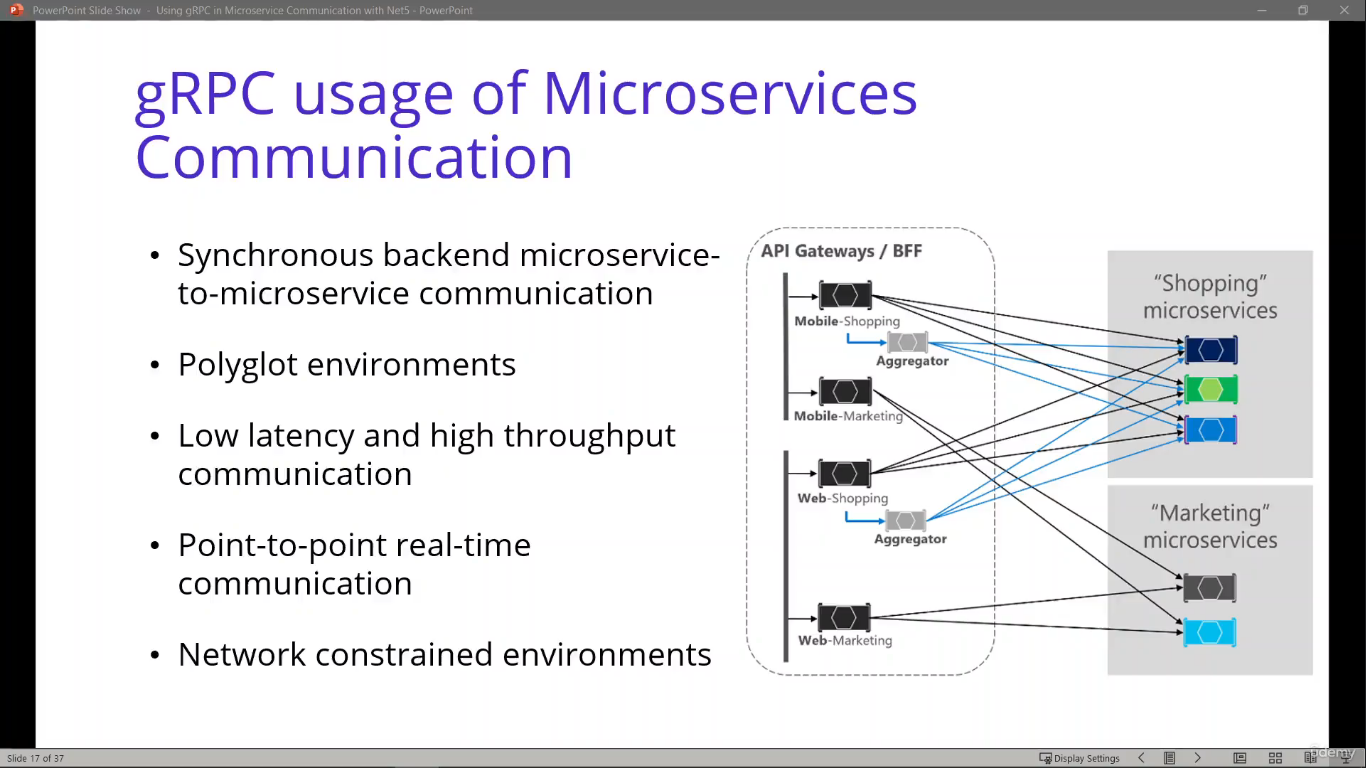 PowerPoint Slide Show - Using gRPC in Microservice Communication with Net5 - PowerPoint
gRPC usage of Microservices
Communication
• Synchronous backend microservice-
to-microservice communication
• Polyglot environments
• Low latency and high throughput
communication
• Point-to-point real-time
communication
• Network constrained environments
API Gateways / BFF
Mobile-Shopping
Aggregator
Mobile-Marketing
Web-Shopping
Aggregator
Web-Marketing
“Shopping”
microservices
“Marketing”
microservices
Slide 17 of 37
Display Settings
ûdemy